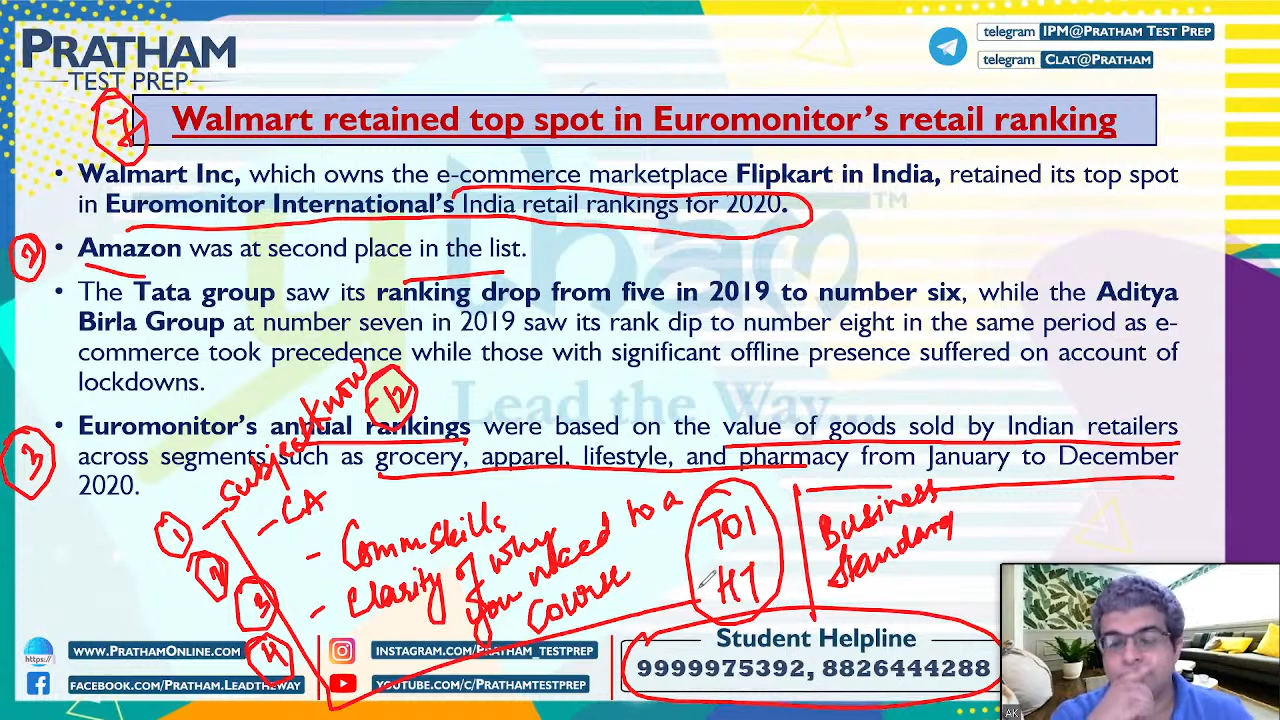 PRATHAM
TEST PREP
telegram IPM@PRATHAM TEST PREP
telegram CLAT@PRATHAM
1
Walmart retained top spot in Euromonitor's retail ranking
• Walmart Inc, which owns the e-commerce marketplace Flipkart in India, retained its top spot
in Euromonitor International's India retail rankings for 2020.
TM
2
• Amazon was at second place in the list.
• The Tata group saw its ranking drop from five in 2019 to number six, while the Aditya
Birla Group at number seven in 2019 saw its rank dip to number eight in the same period as e-
commerce took precedence while those with significant offline presence suffered on account of
lockdowns.
Lead the Way...
3
• Euromonitor's annual rankings were based on the value of goods sold by Indian retailers
across segments such as grocery, apparel, lifestyle, and pharmacy from January to December
2020.
1 - Subject know - 12
2 - CA
3 - Comm skills
4 - Clarity of why
you need to a
course
TOI
HT
Business
Standard
https://
WWW.PRATHAMONLINE.COM
FACEBOOK.COM/PRATHAM.LEADTHEWAY
INSTAGRAM.COM/PRATHAM_TESTPREP
YOUTUBE.COM/C/PRATHAMTESTPREP
Student Helpline
9999975392, 8826444288
AK